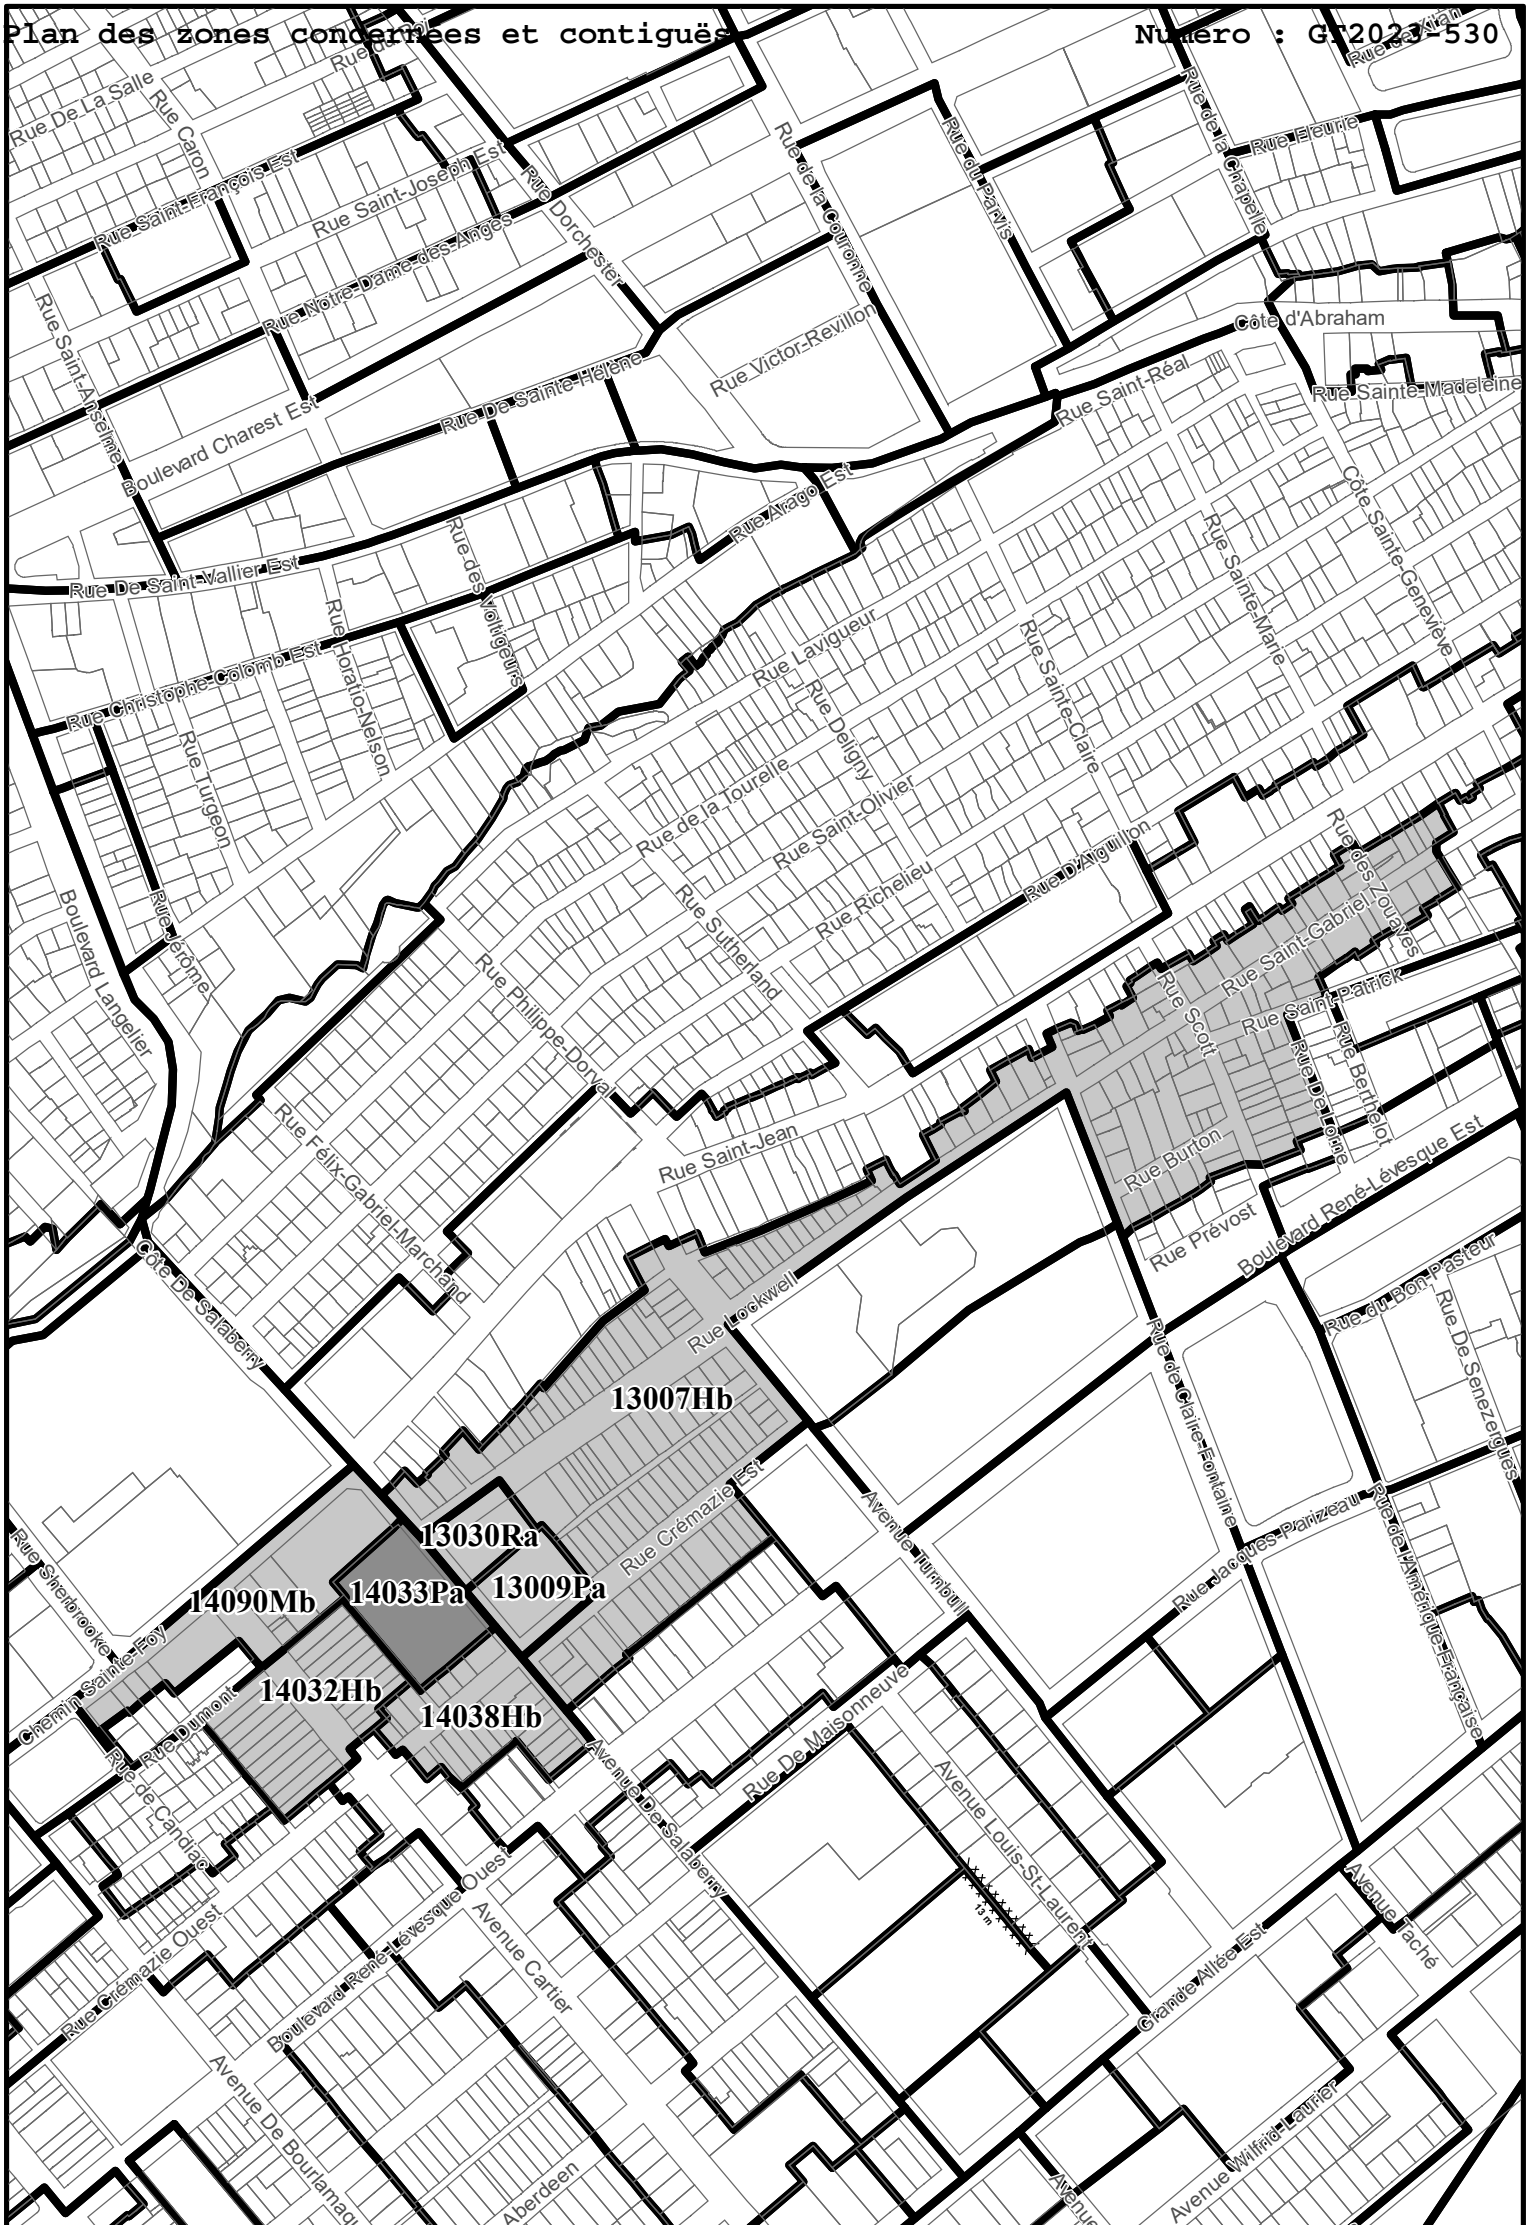 Plan des zones concernées et contiguës
Numéro : GT2023-530
Rue De La Salle
Rue Caron
Rue Saint-François Est
Rue Saint-Joseph Est
Rue Notre-Dame-des-Anges
Rue Dorchester
Rue de la Couronne
Rue du Parvis
Rue de la Chapelle
Rue Fleurie
Rue Saint-Anselme
Boulevard Charest Est
Rue De Sainte-Hélène
Rue Victor-Revillon
Côte d'Abraham
Rue Saint-Réal
Rue Sainte-Madeleine
Rue De Saint-Vallier Est
Rue Arago Est
Rue des Voltigeurs
Rue Horatio-Nelson
Rue Christophe-Colomb Est
Rue Turgeon
Rue Lavigueur
Rue Deligny
Rue Sainte-Claire
Rue Sainte-Marie
Côte Sainte-Geneviève
Rue de la Tourelle
Rue Saint-Olivier
Rue Richelieu
Rue D'Aiguillon
Rue Sutherland
Rue Jérôme
Boulevard Langelier
Rue Philippe-Dorval
Rue Félix-Gabriel-Marchand
Rue Saint-Jean
Rue des Zouaves
Rue Saint-Gabriel
Rue Saint-Patrick
Rue Scott
Rue De Lorne
Rue Berthelot
Rue Burton
Rue Prévost
Boulevard René-Lévesque Est
Rue du Bon-Pasteur
Rue De Senezergues
Côte De Salaberry
Rue Lockwell
13007Hb
Rue Crémazie Est
Avenue Turnbull
Rue de Claire-Fontaine
Rue Jacques-Parizeau
Rue de l'Amérique-Française
13030Ra
13009Pa
14033Pa
14090Mb
14032Hb
14038Hb
Rue Sherbrooke
Chemin Sainte-Foy
Rue Dumont
Rue de Candiac
Avenue De Salaberry
Rue De Maisonneuve
Avenue Louis-St-Laurent
13 m
Rue Crémazie Ouest
Boulevard René-Lévesque Ouest
Avenue Cartier
Avenue De Bourlamaq
Aberdeen
Grande Allée Est
Avenue Taché
Avenue Wilfrid-Laurier
Avenue